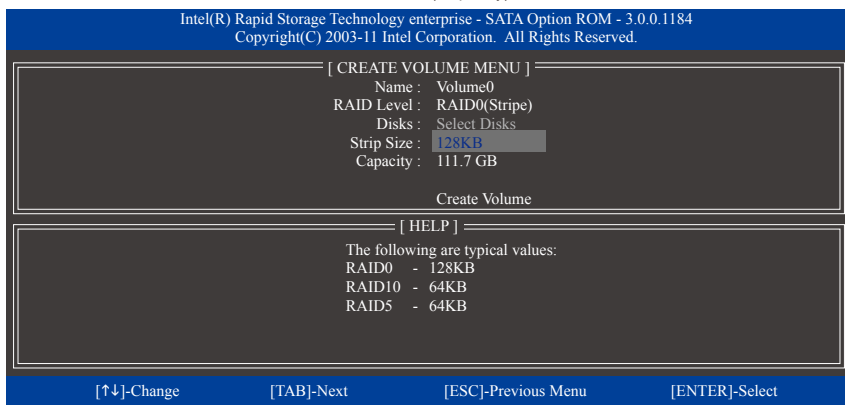 Intel(R) Rapid Storage Technology enterprise - SATA Option ROM - 3.0.0.1184
Copyright(C) 2003-11 Intel Corporation. All Rights Reserved.
[ CREATE VOLUME MENU ]
Name : Volume0
RAID Level : RAID0(Stripe)
Disks : Select Disks
Strip Size : 128KB
Capacity : 111.7 GB
Create Volume
[ HELP ]
The following are typical values:
RAID0 - 128KB
RAID10 - 64KB
RAID5 - 64KB
[↑↓]-Change [TAB]-Next [ESC]-Previous Menu [ENTER]-Select